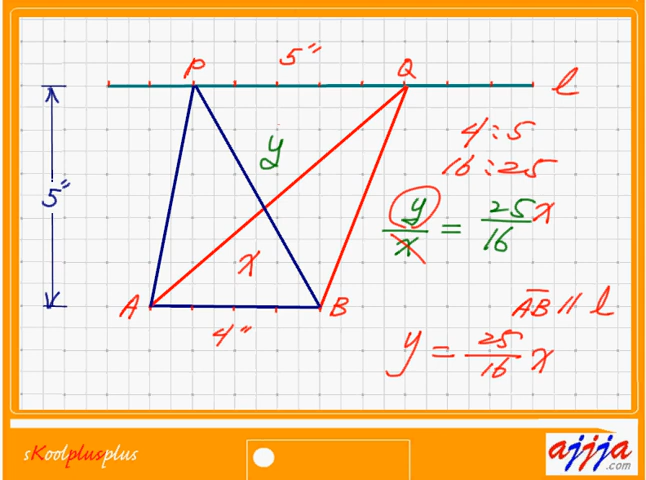 5"
P Q l
4:5
16:25
y
5"
y/x = 25/16 x
x
A B
AB // l
4"
y = 25/16 x
sKoolplusplus
ajjja
.com